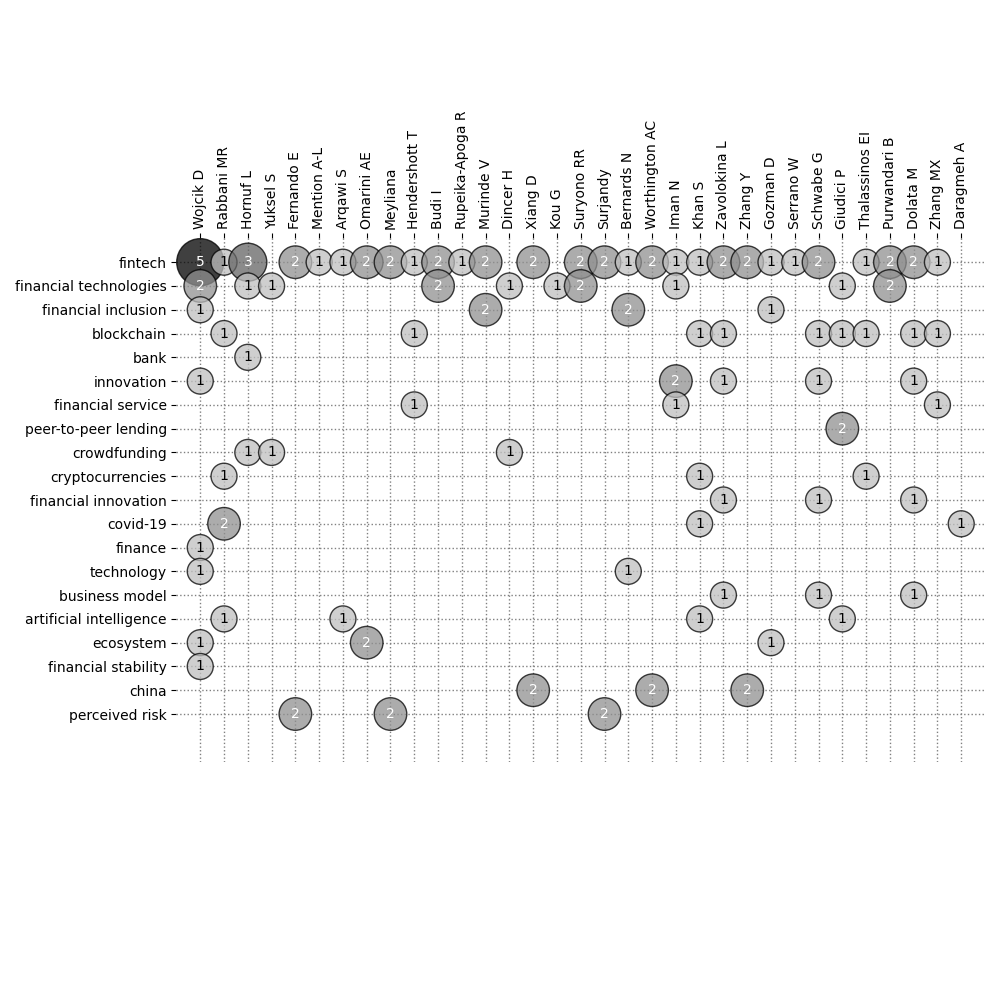 Wojcik D
Rabbani MR
Hornuf L
Yuksel S
Fernando E
Mention A-L
Arqawi S
Omarini AE
Meyliana
Hendershott T
Budi I
Rupeika-Apoga R
Murinde V
Dincer H
Xiang D
Kou G
Suryono RR
Surjandy
Bernards N
Worthington AC
Iman N
Khan S
Zavolokina L
Zhang Y
Gozman D
Serrano W
Schwabe G
Giudici P
Thalassinos EI
Purwandari B
Dolata M
Zhang MX
Daragmeh A
fintech 5 1 3 2 1 1 2 2 1 2 1 2 2 2 2 1 2 1 1 2 2 1 1 2 1 2 2 1
financial technologies 2 1 1 2 1 1 2 1 1 2
financial inclusion 1 2 2 1
blockchain 1 1 1 1 1 1 1 1 1
bank 1
innovation 1 2 1 1 1
financial service 1 1 1
peer-to-peer lending 2
crowdfunding 1 1 1
cryptocurrencies 1 1 1
financial innovation 1 1 1
covid-19 2 1 1
finance 1
technology 1 1
business model 1 1 1
artificial intelligence 1 1 1 1
ecosystem 1 2 1
financial stability 1
china 2 2 2
perceived risk 2 2 2